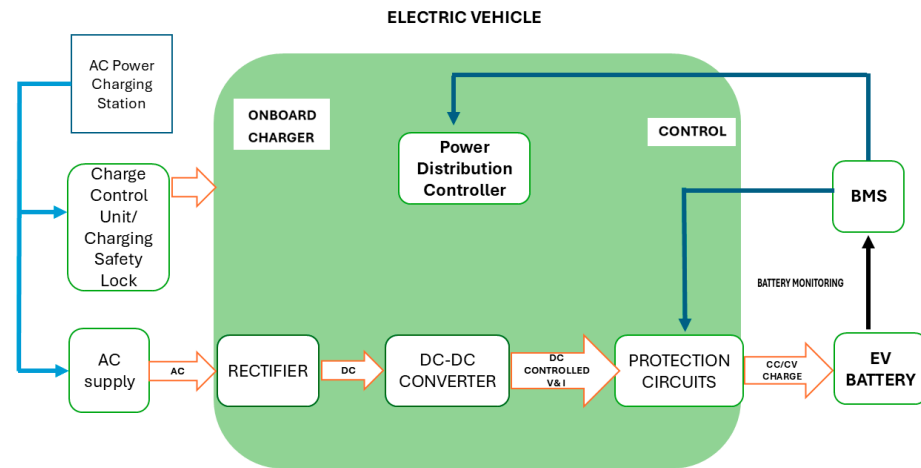 ELECTRIC VEHICLE
AC Power
Charging
Station
ONBOARD
CHARGER
CONTROL
Power
Distribution
Controller
Charge
Control
Unit/
Charging
Safety
Lock
BMS
BATTERY MONITORING
AC
supply
AC
RECTIFIER
DC
DC-DC
CONVERTER
DC
CONTROLLED
V& I
PROTECTION
CIRCUITS
CC/CV
CHARGE
EV
BATTERY